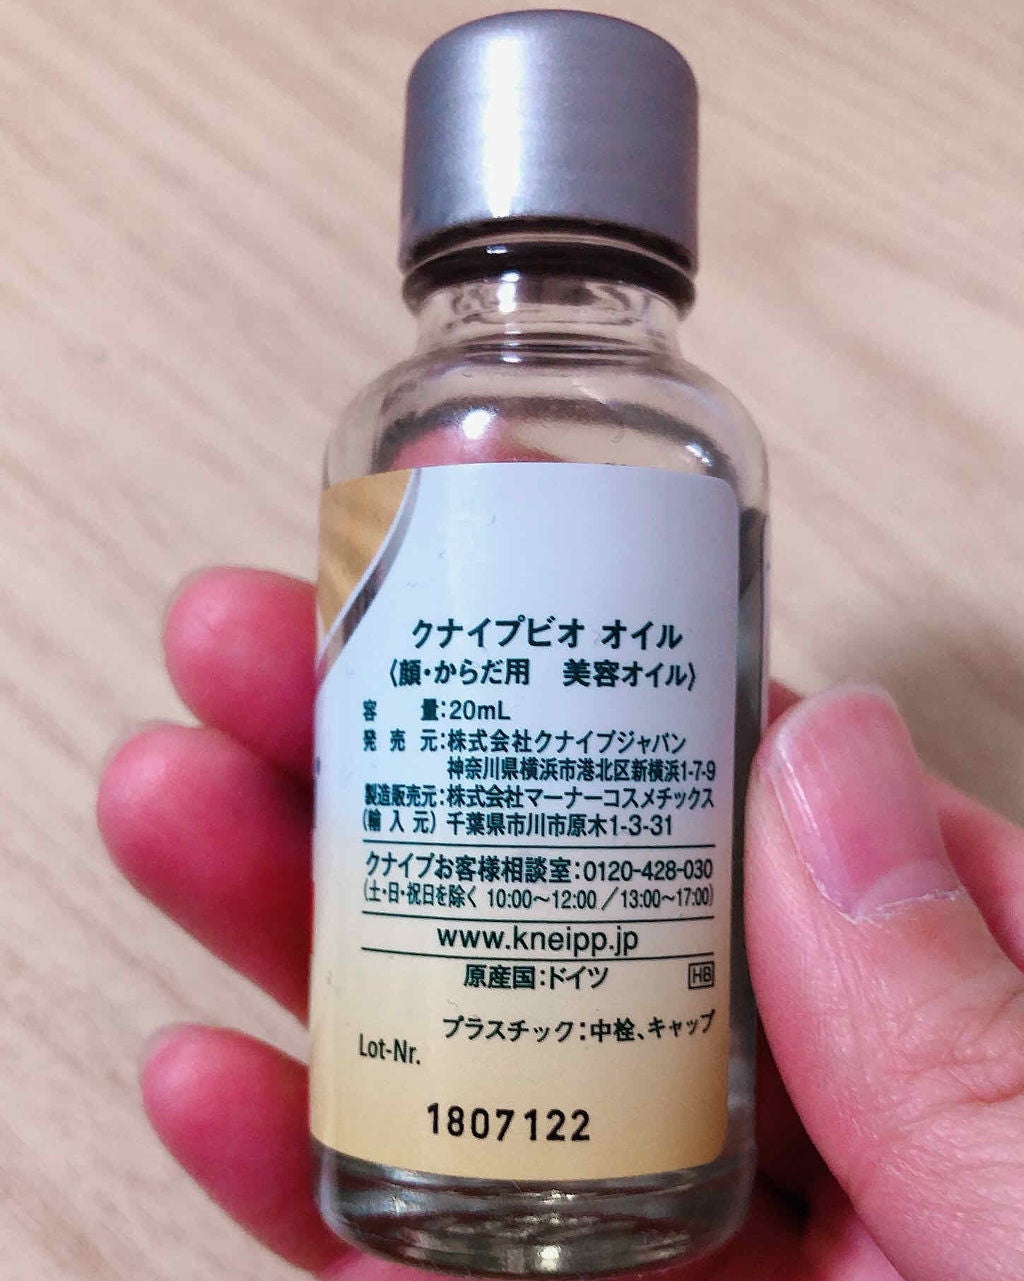 クナイプビオ オイル
〈顔・からだ用 美容オイル〉
容量:20mL
発売元:株式会社クナイプジャパン
神奈川県横浜市港北区新横浜1-7-9
製造販売元:株式会社マーナーコスメチックス
(輸入元) 千葉県市川市原木1-3-31
クナイプお客様相談室:0120-428-030
(土・日・祝日を除く 10:00〜12:00/13:00〜17:00)
www.kneipp.jp
原産国:ドイツ HB
プラスチック:中栓、キャップ
Lot-Nr.
1807122